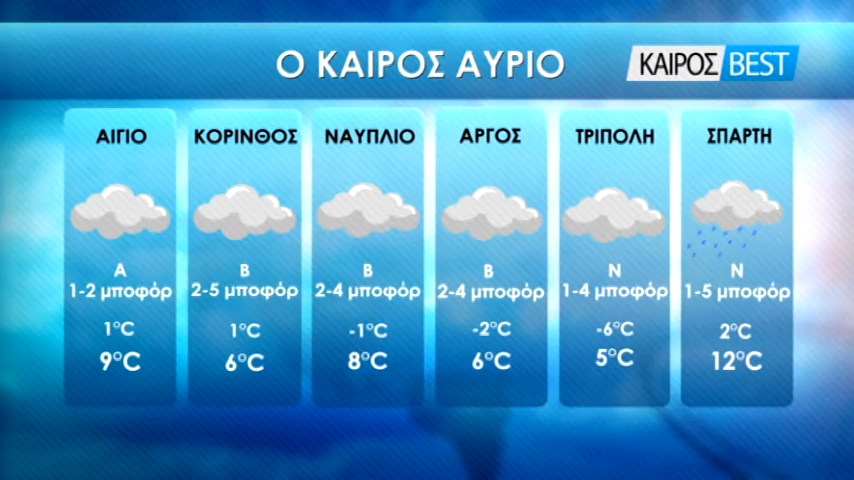 Ο ΚΑΙΡΟΣ ΑΥΡΙΟ
ΚΑΙΡΟΣ BEST
ΑΙΓΙΟ
Α
1-2 μποφόρ
1°C
9°C
ΚΟΡΙΝΘΟΣ
Β
2-5 μποφόρ
1°C
6°C
ΝΑΥΠΛΙΟ
Β
2-4 μποφόρ
-1°C
8°C
ΑΡΓΟΣ
Β
2-4 μποφόρ
-2°C
6°C
ΤΡΙΠΟΛΗ
Ν
1-4 μποφόρ
-6°C
5°C
ΣΠΑΡΤΗ
Ν
1-5 μποφόρ
2°C
12°C